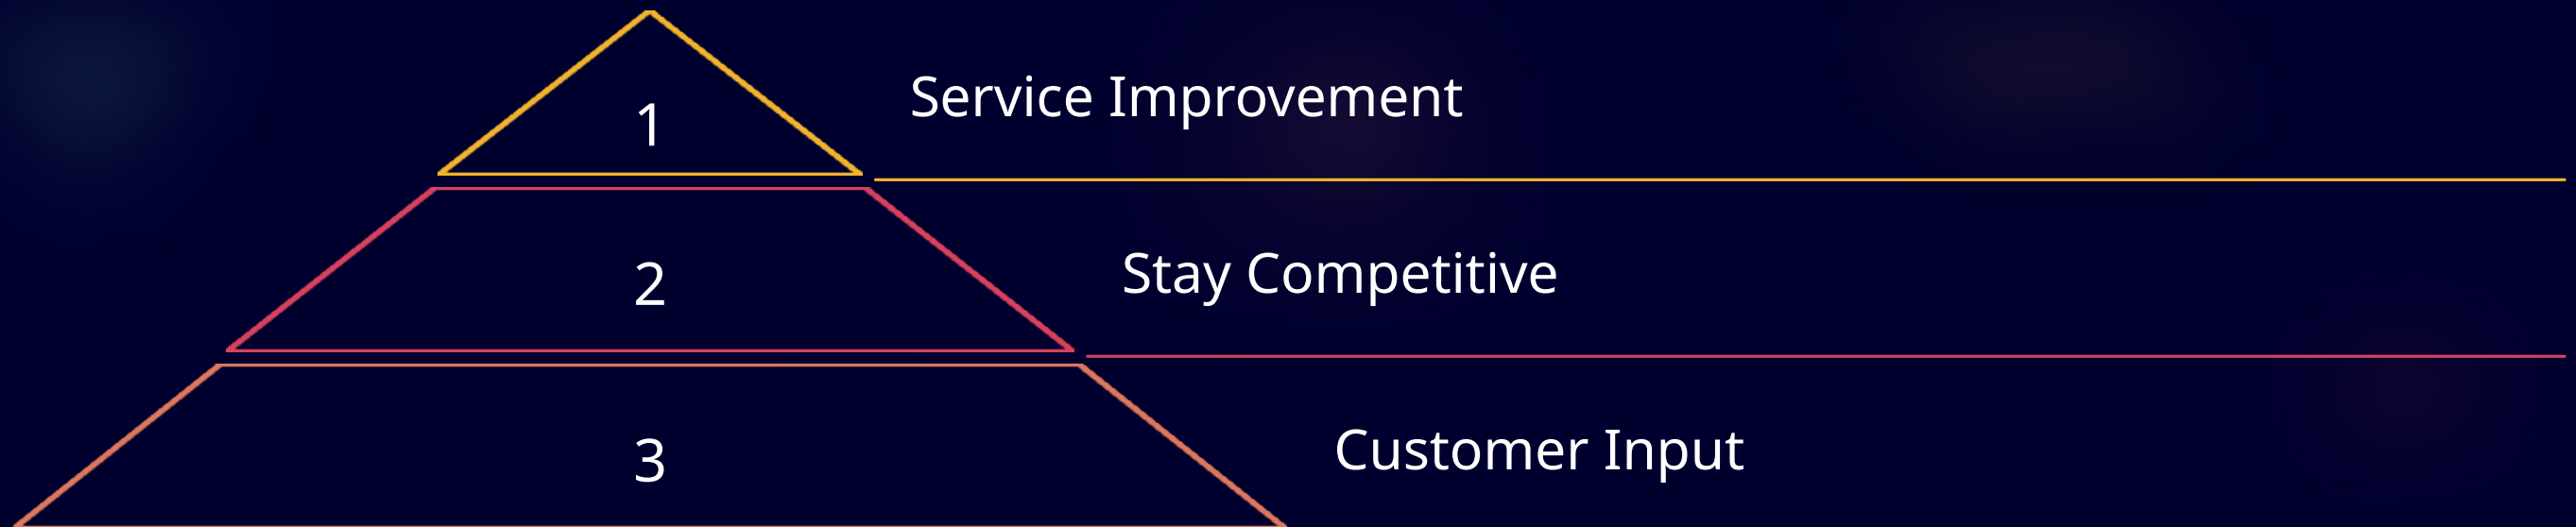 1
Service Improvement
2
Stay Competitive
3
Customer Input